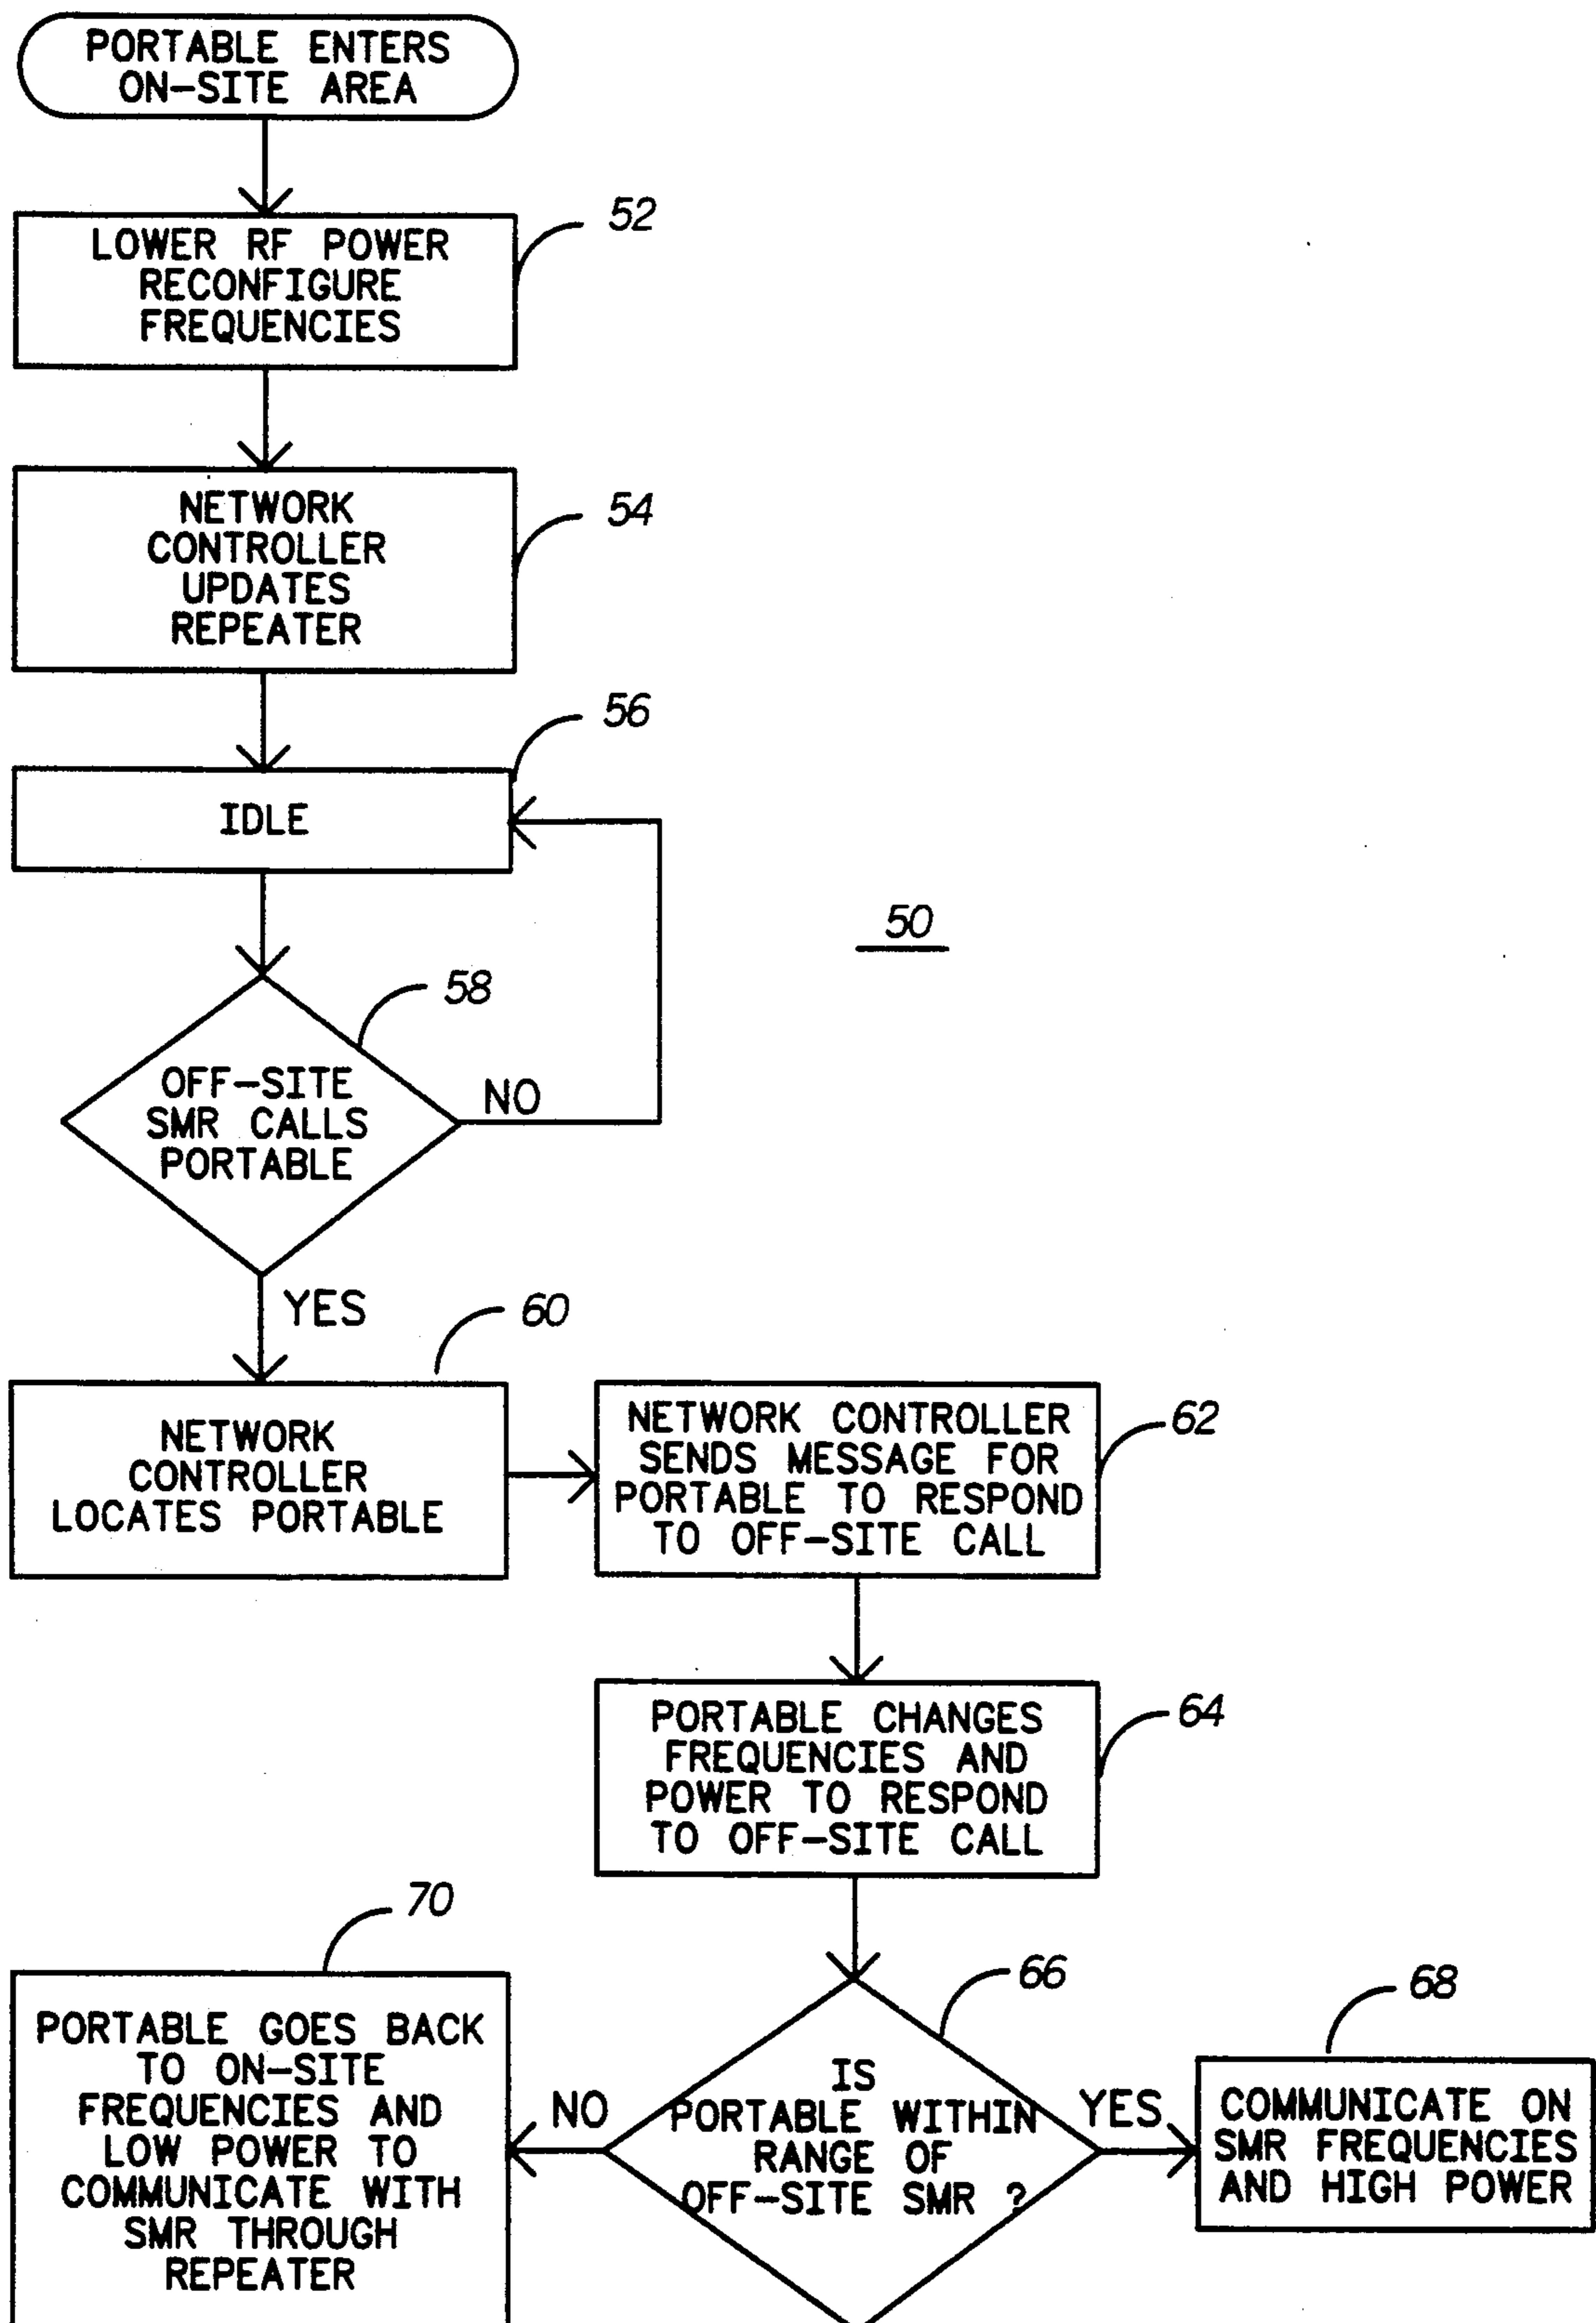 PORTABLE ENTERS
ON-SITE AREA
52
LOWER RF POWER
RECONFIGURE
FREQUENCIES
54
NETWORK
CONTROLLER
UPDATES
REPEATER
56
IDLE
50
58
OFF-SITE
SMR CALLS
PORTABLE
NO
YES
60
NETWORK
CONTROLLER
LOCATES PORTABLE
62
NETWORK CONTROLLER
SENDS MESSAGE FOR
PORTABLE TO RESPOND
TO OFF-SITE CALL
64
PORTABLE CHANGES
FREQUENCIES AND
POWER TO RESPOND
TO OFF-SITE CALL
66
IS
PORTABLE WITHIN
RANGE OF
OFF-SITE SMR ?
YES
68
COMMUNICATE ON
SMR FREQUENCIES
AND HIGH POWER
NO
70
PORTABLE GOES BACK
TO ON-SITE
FREQUENCIES AND
LOW POWER TO
COMMUNICATE WITH
SMR THROUGH
REPEATER